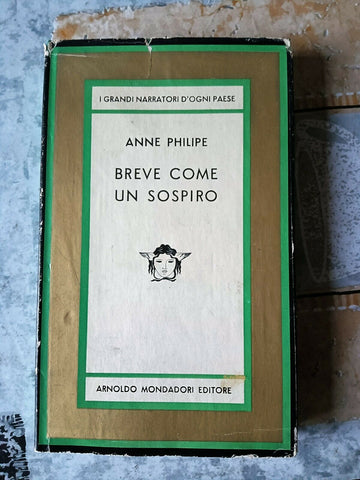 I GRANDI NARRATORI D'OGNI PAESE
ANNE PHILIPE
BREVE COME
UN SOSPIRO
ARNOLDO MONDADORI EDITORE